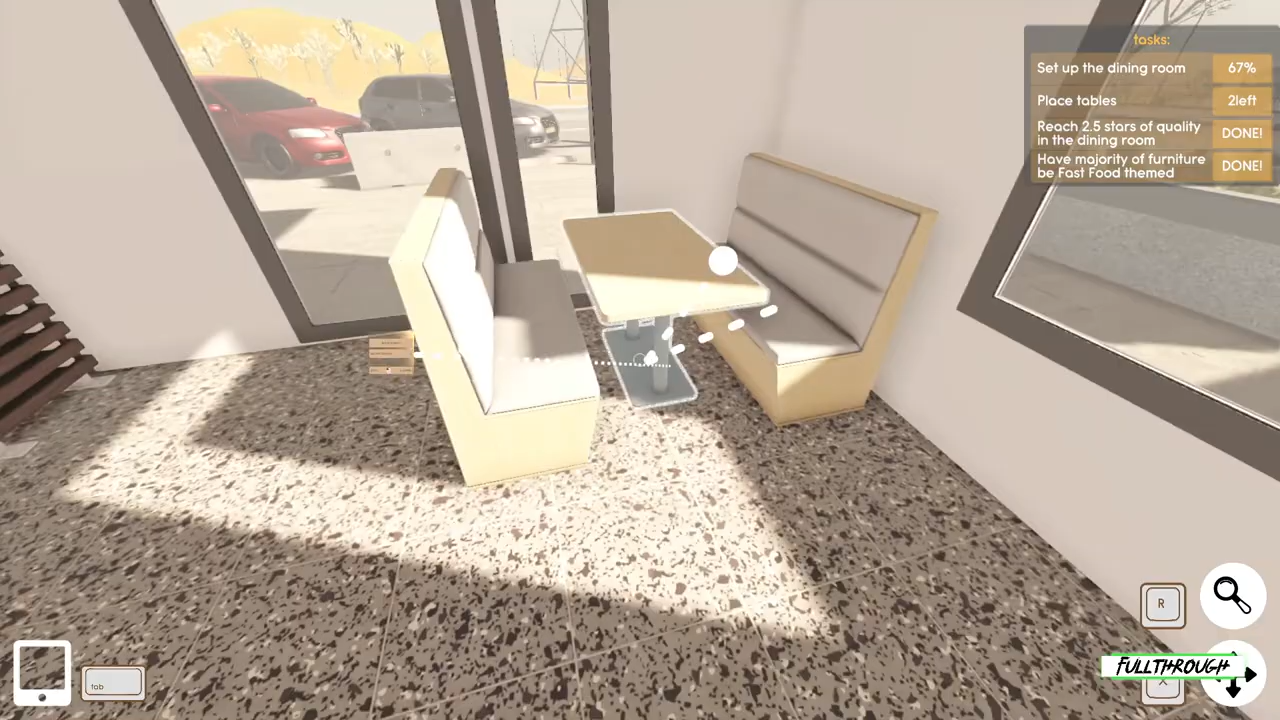 tasks:
Set up the dining room 67%
Place tables 2left
Reach 2.5 stars of quality
in the dining room DONE!
Have majority of furniture
be Fast Food themed DONE!
R
FULLTHROUGH
tab